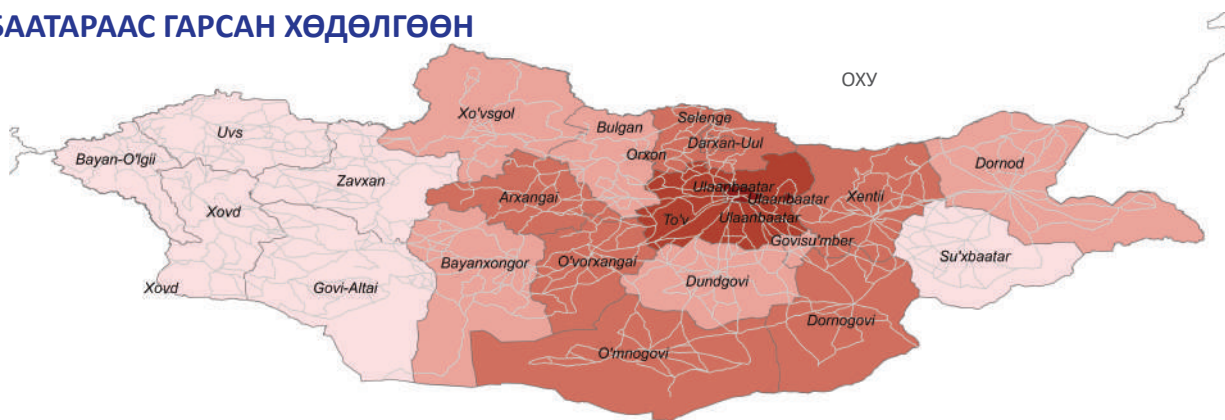 БААТАРААС ГАРСАН ХӨДӨЛГӨӨН
ОХУ
Xo'vsgol
Selenge
Uvs
Bulgan
Darxan-Uul
Orxon
Bayan-O'lgii
Dornod
Zavxan
Ulaanbaatar
Arxangai
Ulaanbaatar
Xentii
Xovd
To'v
Ulaanbaatar
Govisu'mber
O'vorxangai
Bayanxongor
Su'xbaatar
Dundgovi
Xovd
Govi-Altai
Dornogovi
O'mnogovi